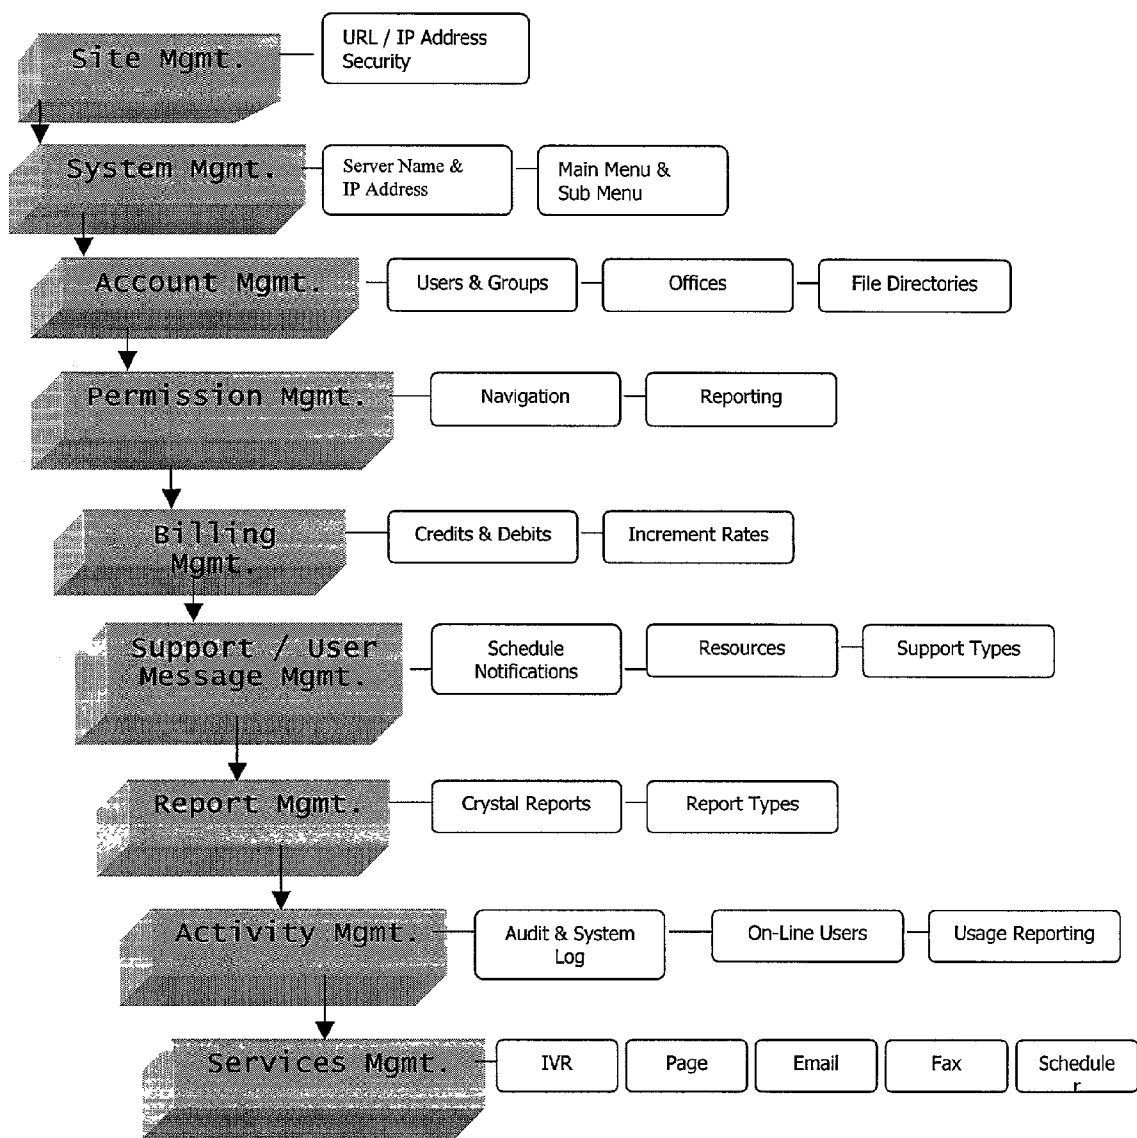 Site Mgmt.
URL / IP Address
Security
System Mgmt.
Server Name &
IP Address
Main Menu &
Sub Menu
Account Mgmt.
Users & Groups
Offices
File Directories
Permission Mgmt.
Navigation
Reporting
Billing
Mgmt.
Credits & Debits
Increment Rates
Support / User
Message Mgmt.
Schedule
Notifications
Resources
Support Types
Report Mgmt.
Crystal Reports
Report Types
Activity Mgmt.
Audit & System
Log
On-Line Users
Usage Reporting
Services Mgmt.
IVR
Page
Email
Fax
Schedule
r